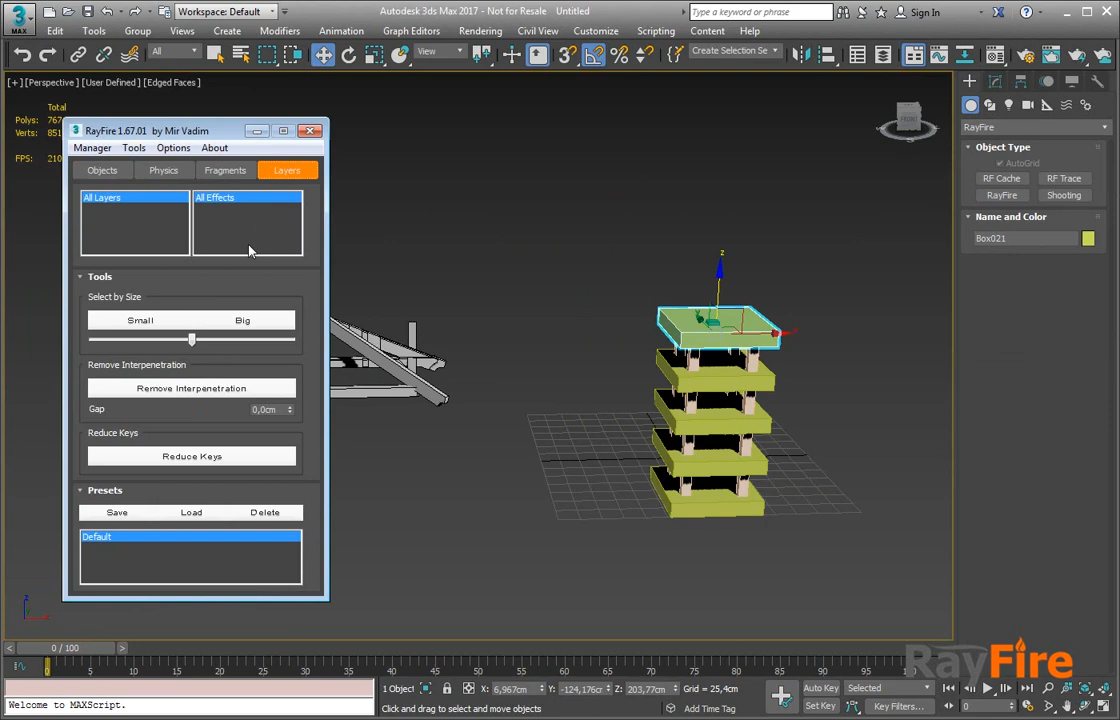 3 MAX
Workspace: Default
Autodesk 3ds Max 2017 - Not for Resale Untitled
Type a keyword or phrase
Sign In
Edit Tools Group Views Create Modifiers Animation Graph Editors Rendering Civil View Customize Scripting Content Help
All
View
Create Selection Se
[+] [Perspective] [User Defined] [Edged Faces]
Total
Polys: 767
Verts: 851
FPS: 210
RayFire 1.67.01 by Mir Vadim
Manager Tools Options About
Objects Physics Fragments Layers
All Layers
All Effects
Tools
Select by Size
Small Big
Remove Interpenetration
Remove Interpenetration
Gap 0,0cm
Reduce Keys
Reduce Keys
Presets
Save Load Delete
Default
z
FRONT
RayFire
Object Type
AutoGrid
RF Cache RF Trace
RayFire Shooting
Name and Color
Box021
z
x
0 / 100
0 5 10 15 20 25 30 35 40 45 50 55 60 65 70 75 80 85 90 95 100
RayFire
Welcome to MAXScript.
1 Object
X: 6,967cm
Y: -124,176cr
Z: 203,77cm
Grid = 25,4cm
Click and drag to select and move objects
Add Time Tag
Auto Key
Selected
Set Key
Key Filters...
0